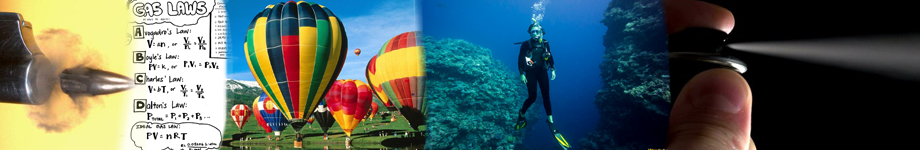 GAS LAWS
Avogadro's Law:
V=an, or V₁/n₁ = V₂/n₂
Boyle's Law:
PV=k, or P₁V₁ = P₂V₂
Charles' Law:
V=bT, or V₁/T₁ = V₂/T₂
Dalton's Law:
P TOTAL = P₁ + P₂ + P₃ ...
IDEAL GAS LAW:
PV = nRT